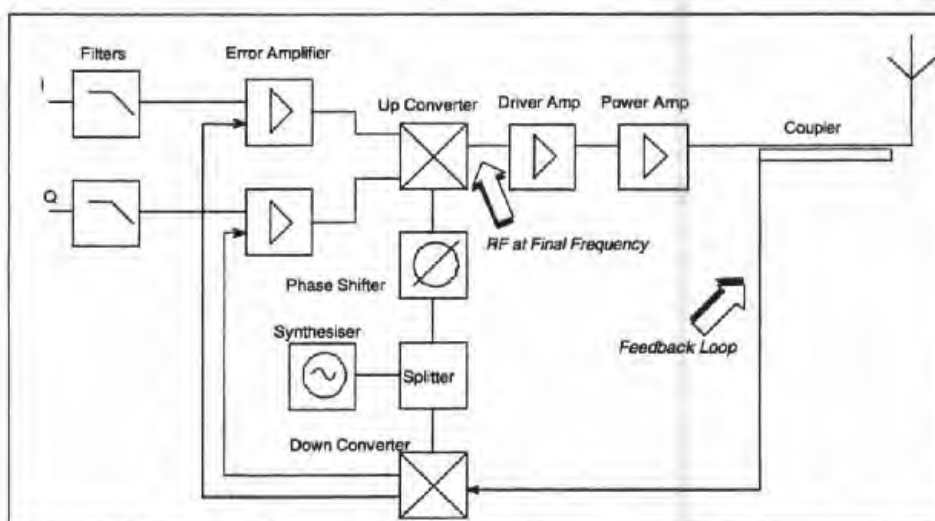 Filters
Error Amplifier
I
Up Converter
Driver Amp
Power Amp
Coupler
Q
RF at Final Frequency
Phase Shifter
Synthesiser
Feedback Loop
Splitter
Down Converter